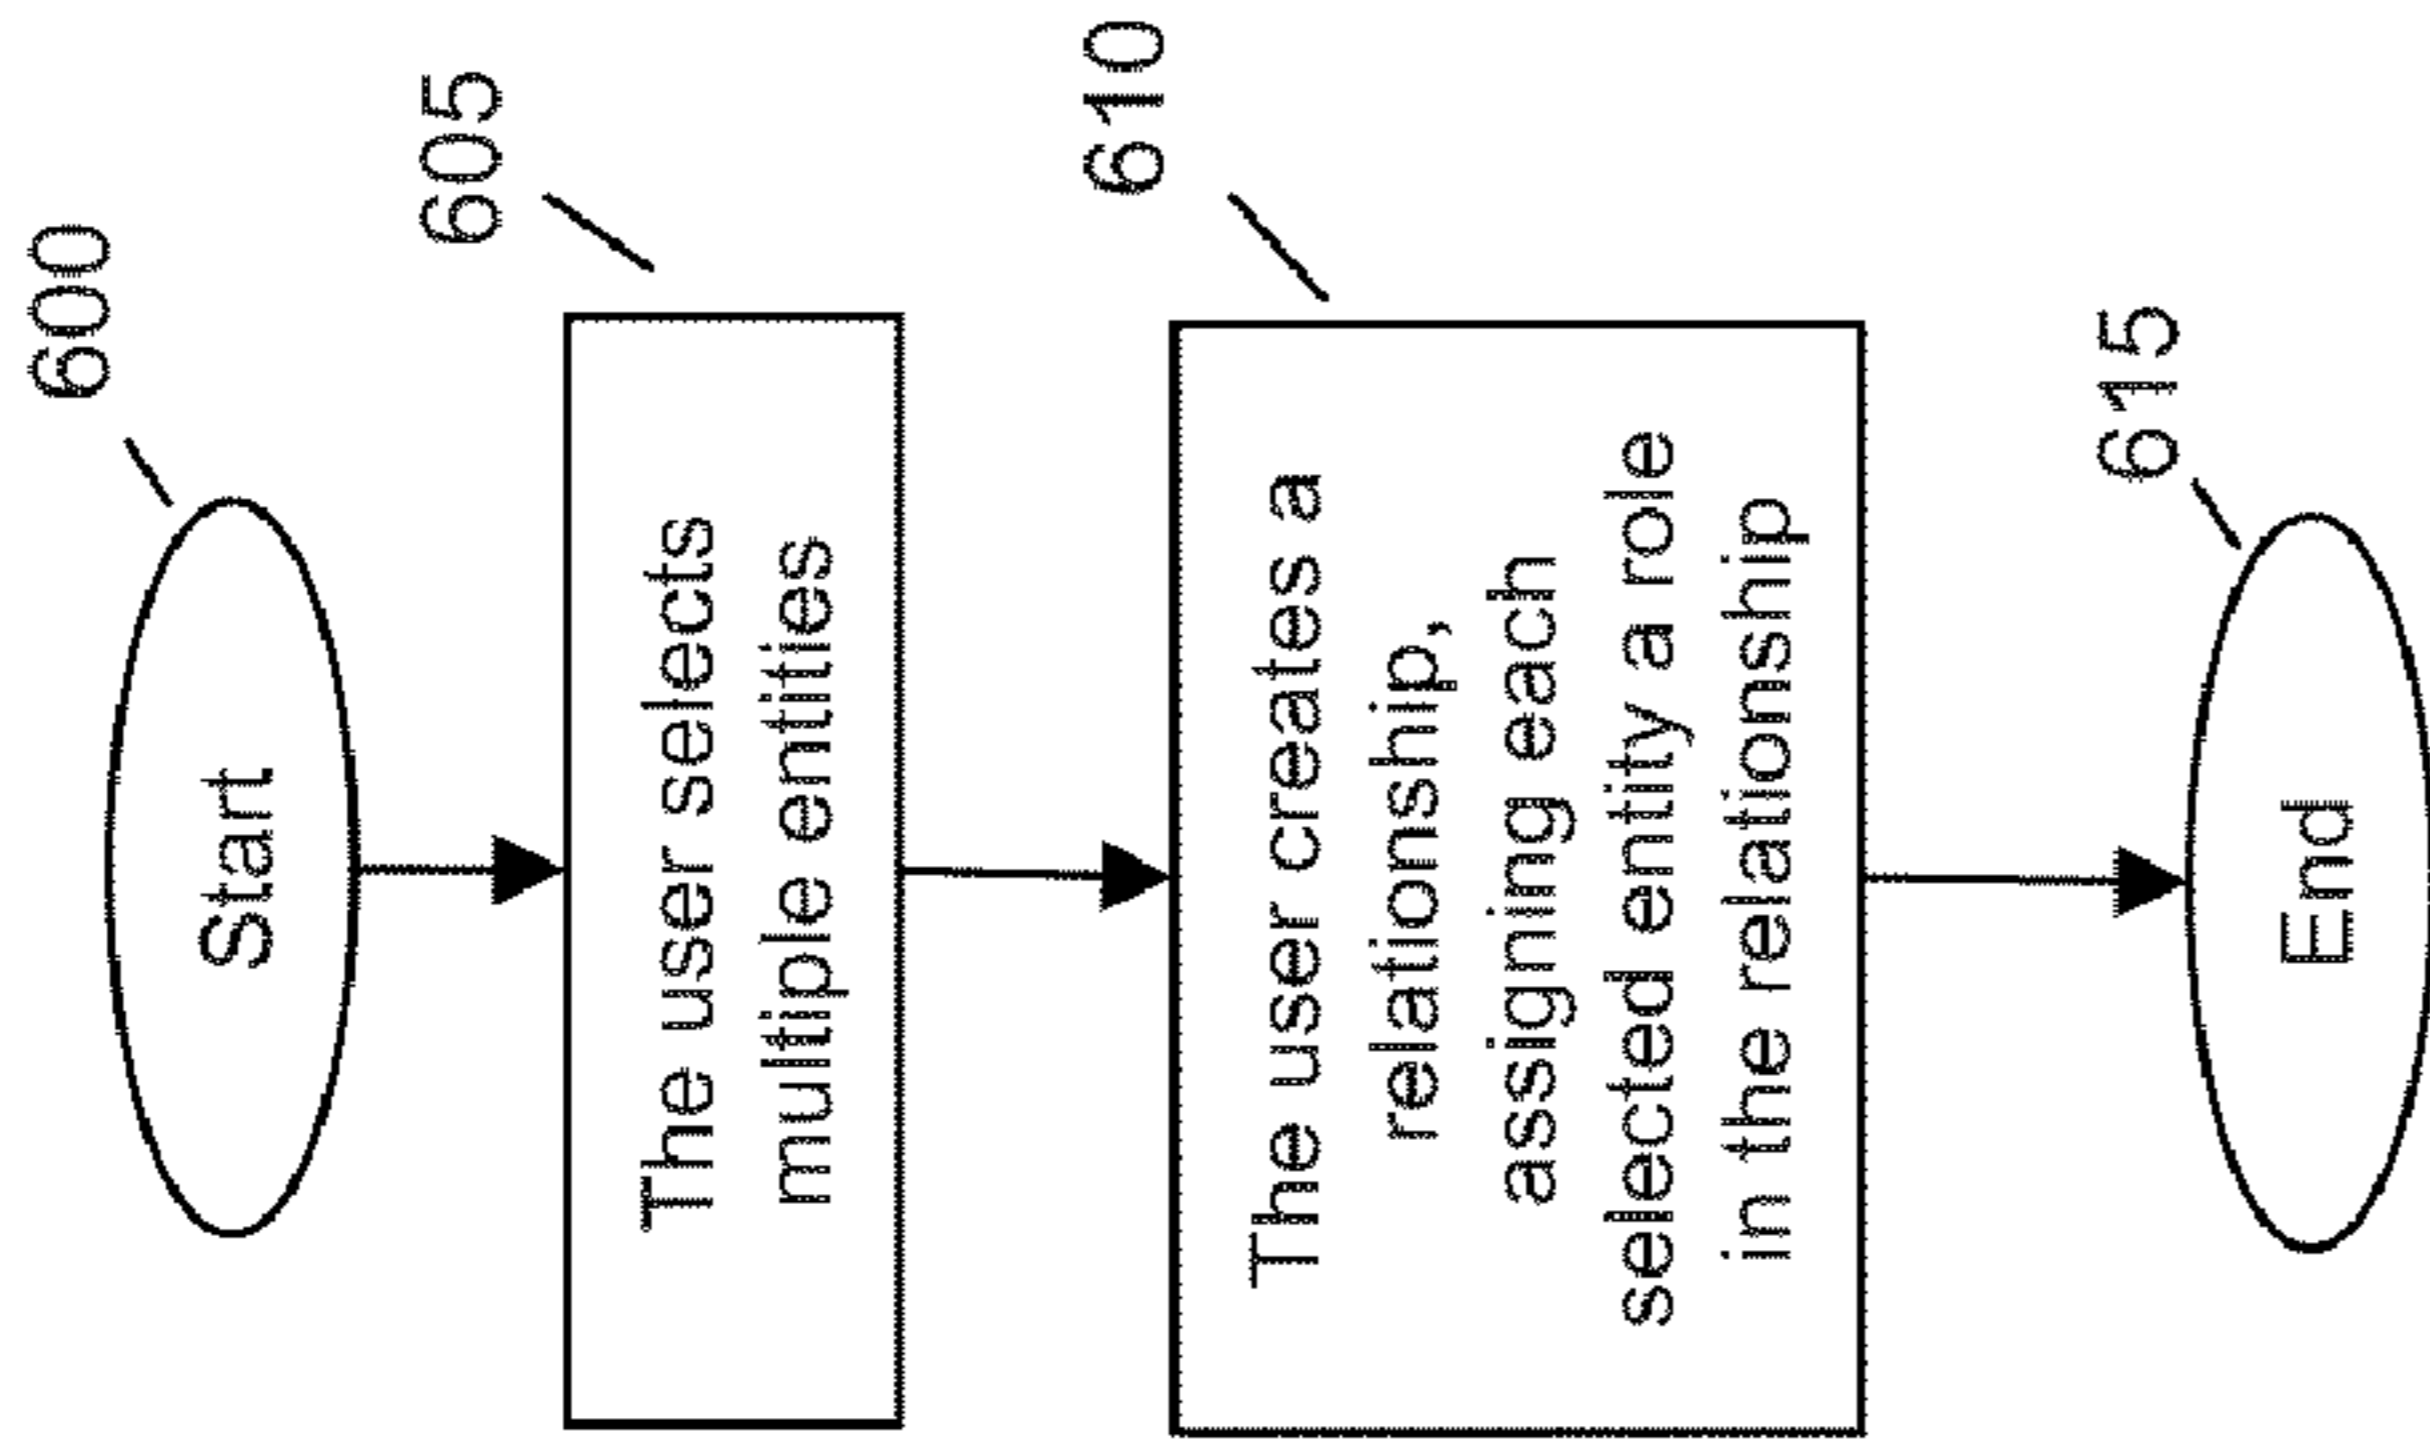 600
Start
605
The user selects
multiple entities
610
The user creates a
relationship,
assigning each
selected entity a role
in the relationship
615
End